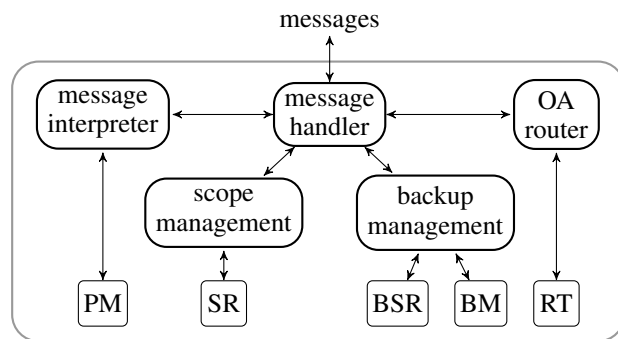 messages
message
interpreter
message
handler
OA
router
scope
management
backup
management
PM
SR
BSR
BM
RT